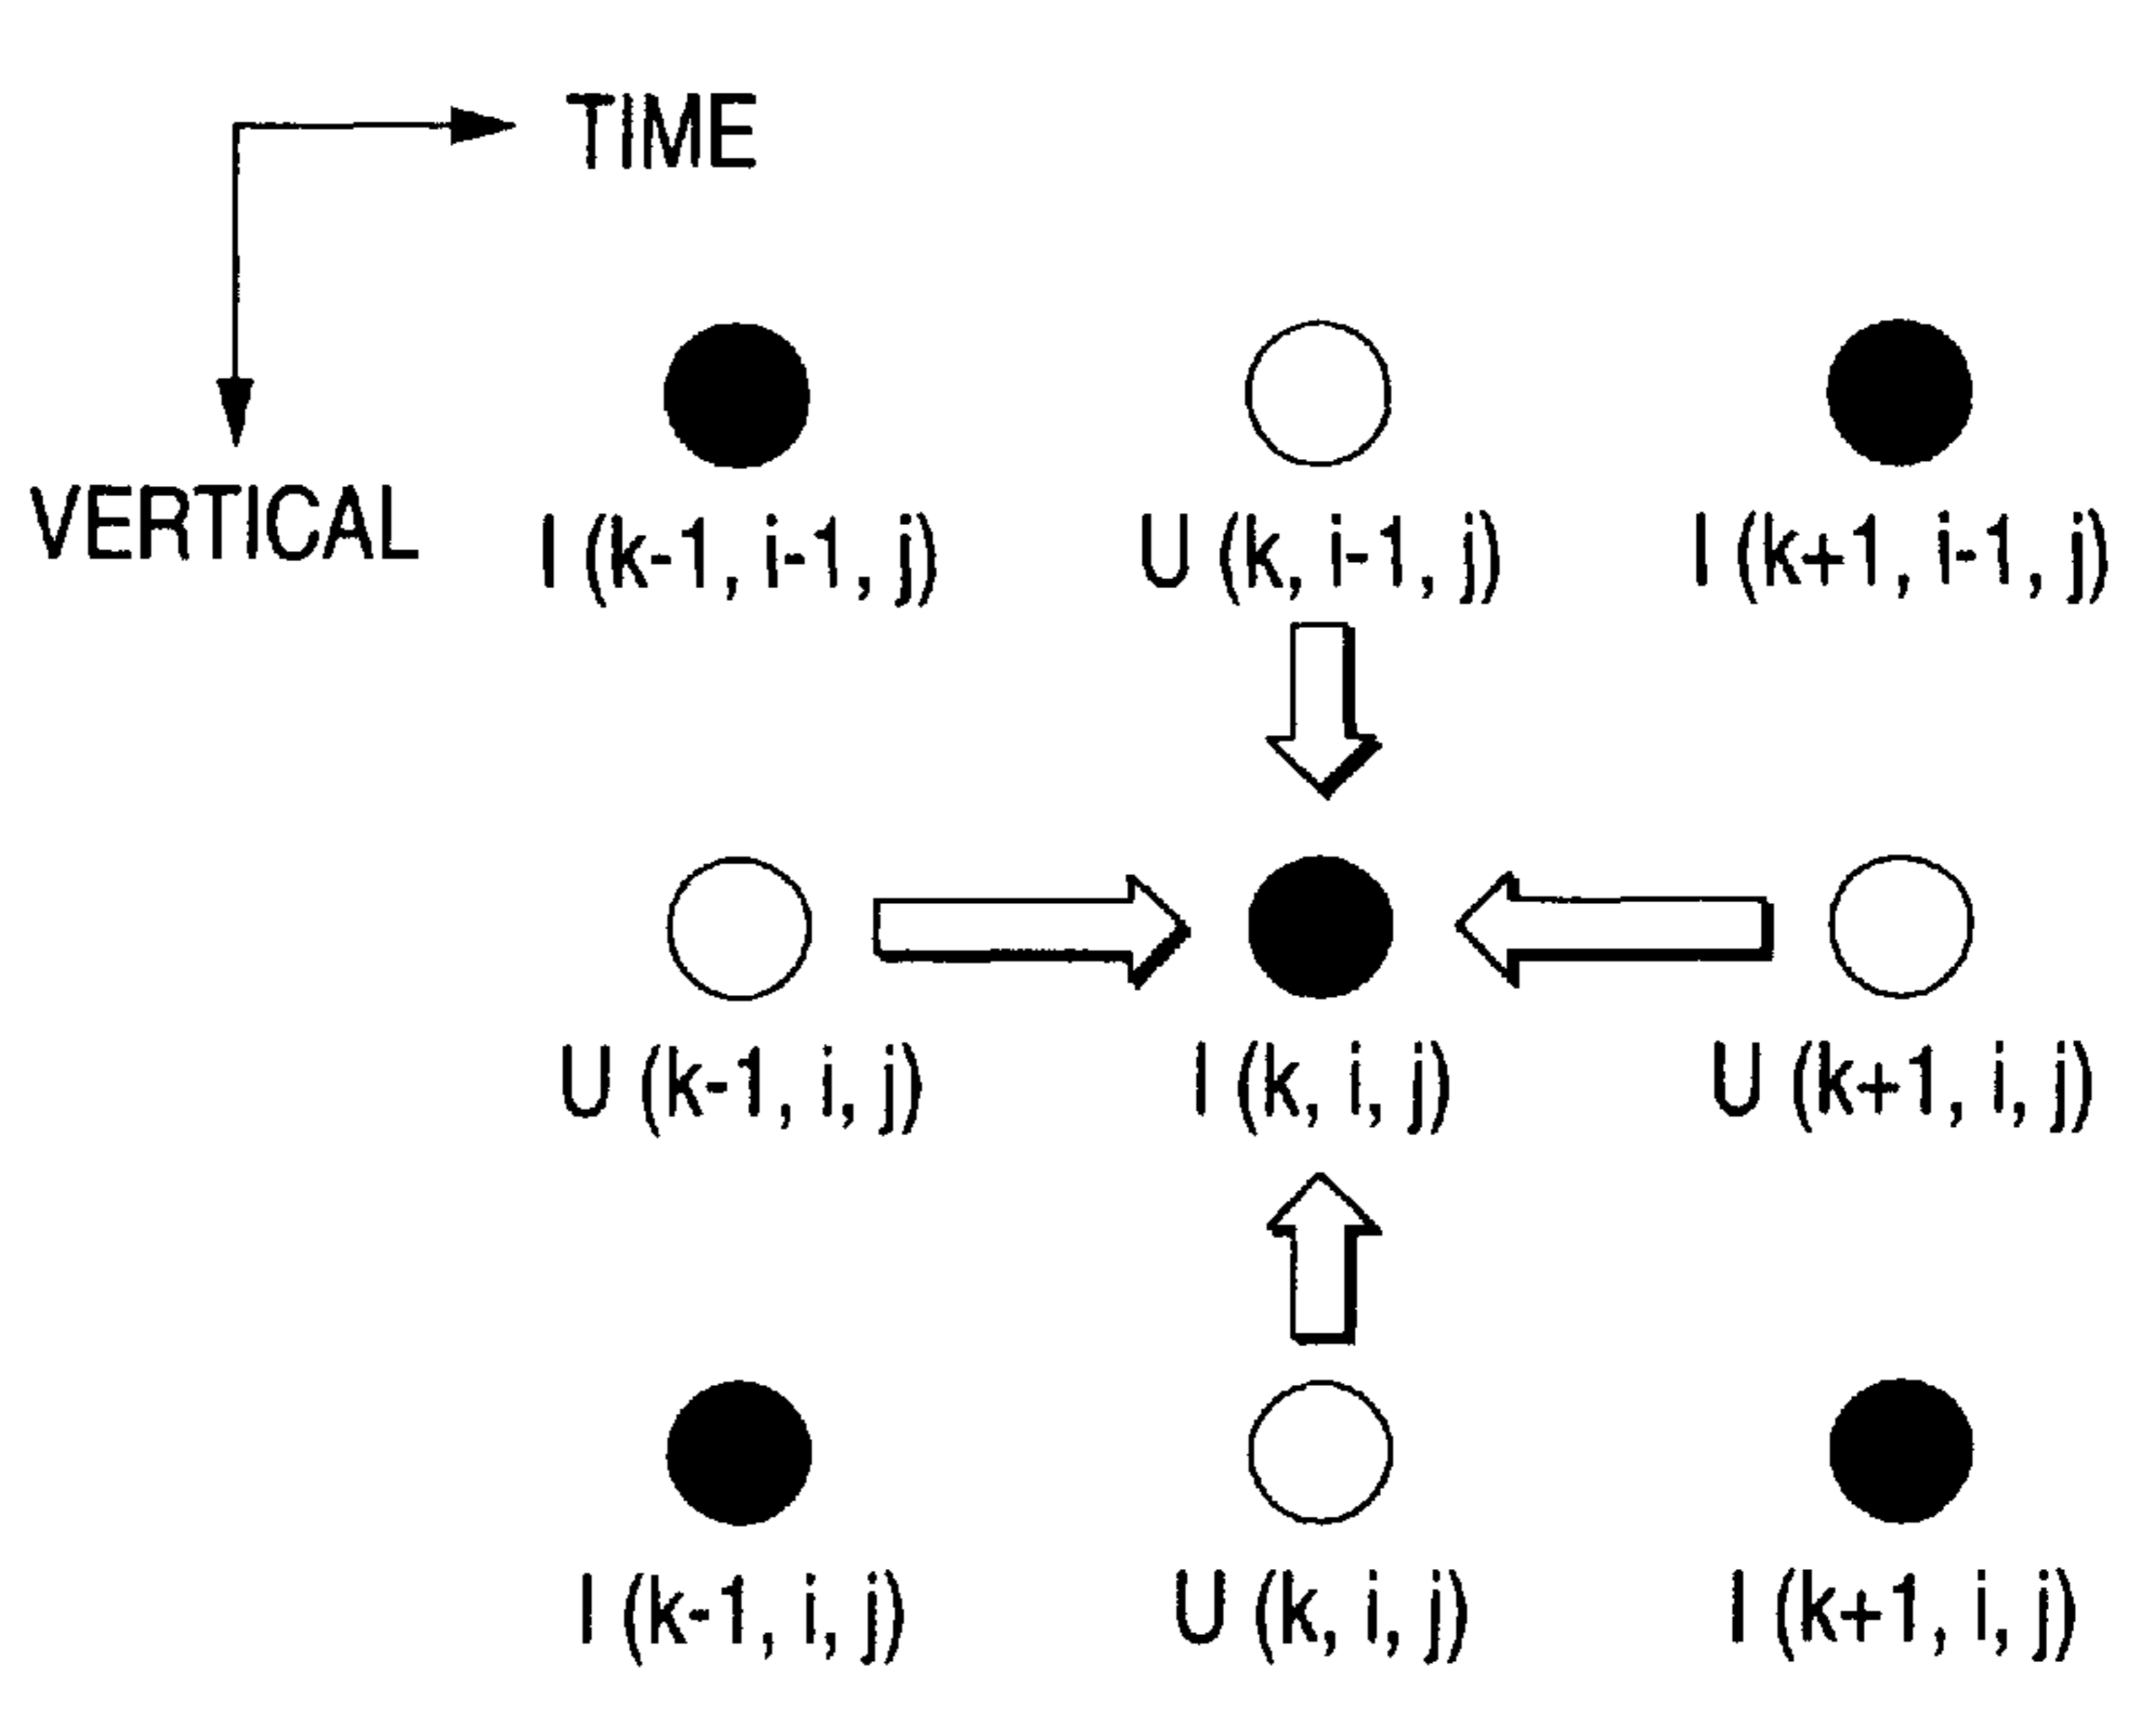 TIME
VERTICAL
I (k-1, i-1, j) U (k, i-1, j) I (k+1, i-1, j)
U (k-1, i, j) I (k, i, j) U (k+1, i, j)
I (k-1, i, j) U (k, i, j) I (k+1, i, j)